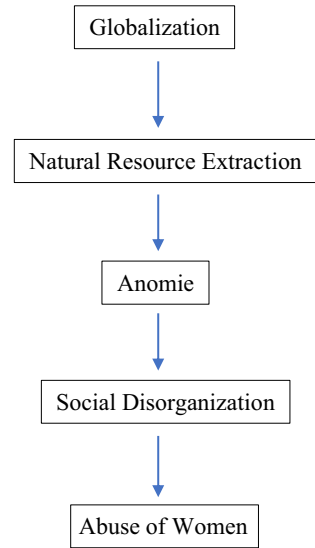 Globalization
Natural Resource Extraction
Anomie
Social Disorganization
Abuse of Women